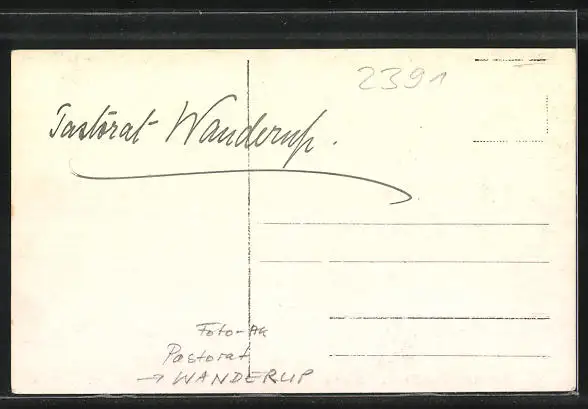 2391
Pastorat Wanderup.
Foto-AK
Pastorat
→ WANDERUP